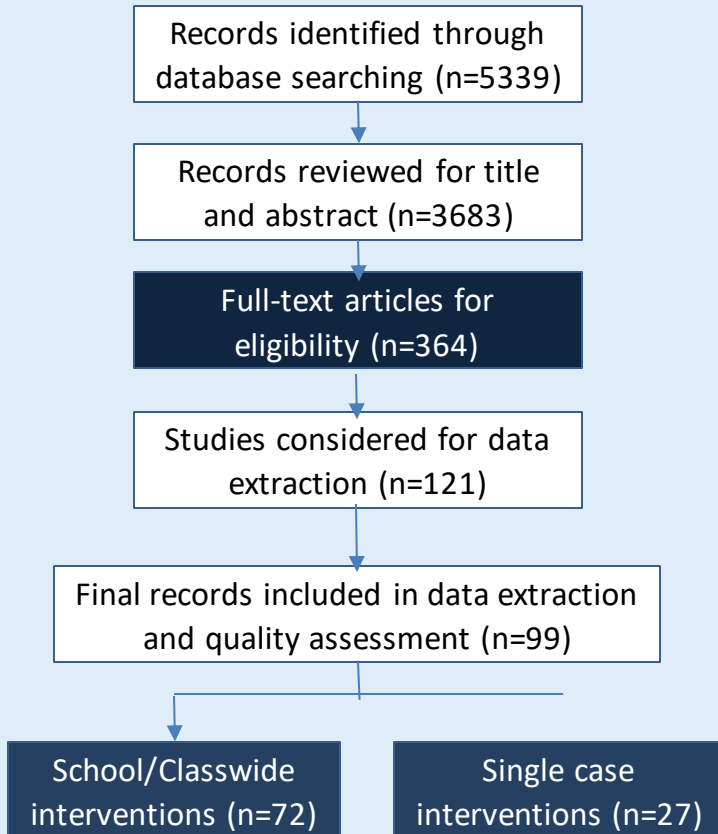 Records identified through
database searching (n=5339)
Records reviewed for title
and abstract (n=3683)
Full-text articles for
eligibility (n=364)
Studies considered for data
extraction (n=121)
Final records included in data extraction
and quality assessment (n=99)
School/Classwide
interventions (n=72)
Single case
interventions (n=27)